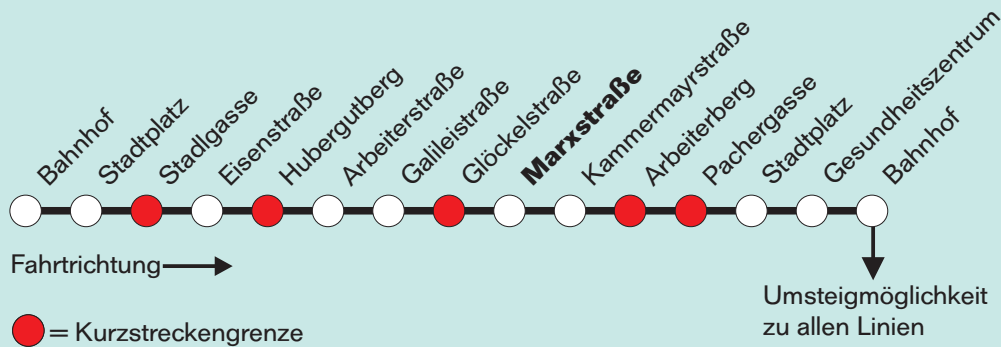 Bahnhof
Stadtplatz
Stadlgasse
Eisenstraße
Hubergutberg
Arbeiterstraße
Galileistraße
Glöckelstraße
Marxstraße
Kammermayrstraße
Arbeiterberg
Pachergasse
Stadtplatz
Gesundheitszentrum
Bahnhof
Fahrtrichtung
Umsteigmöglichkeit
zu allen Linien
= Kurzstreckengrenze